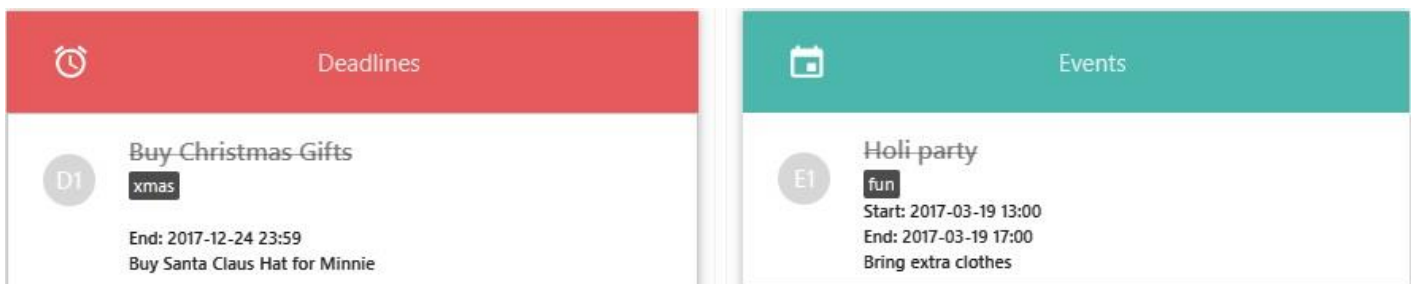 Deadlines
D1
Buy Christmas Gifts
xmas
End: 2017-12-24 23:59
Buy Santa Claus Hat for Minnie
Events
E1
Holi party
fun
Start: 2017-03-19 13:00
End: 2017-03-19 17:00
Bring extra clothes